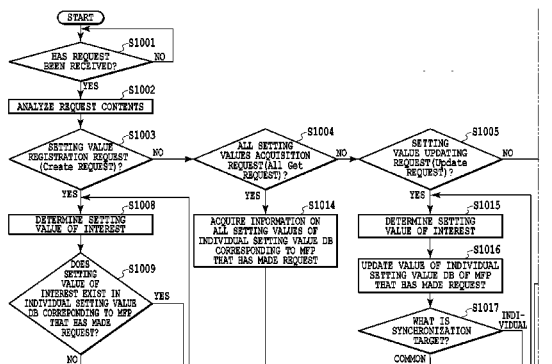 START
S1001
HAS REQUEST
BEEN RECEIVED?
NO
YES
S1002
ANALYZE REQUEST CONTENTS
S1003
SETTING VALUE
REGISTRATION REQUEST
(Create REQUEST)?
NO
YES
S1004
ALL SETTING
VALUES ACQUISITION
REQUEST(All Get
REQUEST)?
NO
YES
S1005
SETTING
VALUE UPDATING
REQUEST(Update
REQUEST)?
NO
YES
S1008
DETERMINE SETTING
VALUE OF INTEREST
S1009
DOES
SETTING
VALUE OF
INTEREST EXIST IN
INDIVIDUAL SETTING VALUE
DB CORREPONDING TO MFP
THAT HAS MADE
REQUEST?
YES
NO
S1014
ACQUIRE INFORMATION ON
ALL SETTING VALUES OF
INDIVIDUAL SETTING VALUE DB
CORRESPONDING TO MFP
THAT HAS MADE REQUEST
S1015
DETERMINE SETTING
VALUE OF INTEREST
S1016
UPDATE VALUE OF INDIVIDUAL
SETTING VALUE DB OF MFP
THAT HAS MADE REQUEST
S1017
WHAT IS
SYNCHRONIZATION
TARGET?
INDI-
VIDUAL
COMMON